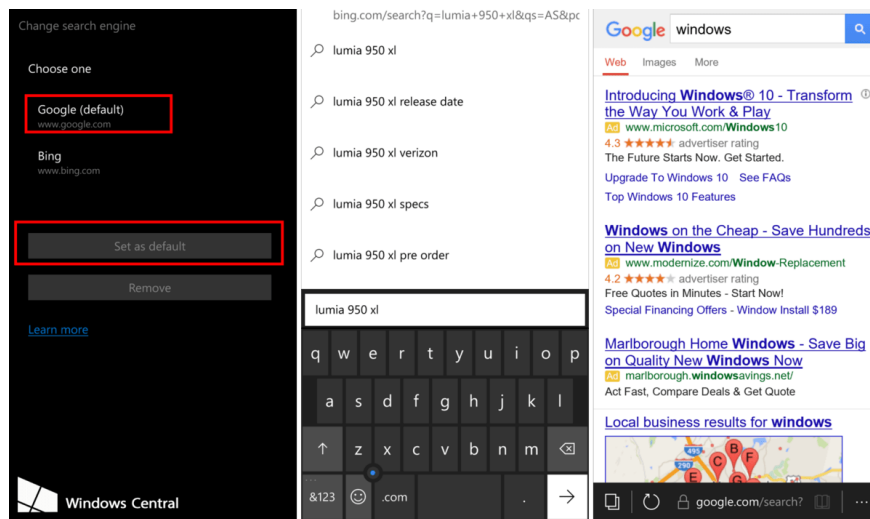 Change search engine
Choose one
Google (default)
www.google.com
Bing
www.bing.com
Set as default
Remove
Learn more
Windows Central
bing.com/search?q=lumia+950+xl&qs=AS&pc
lumia 950 xl
lumia 950 xl release date
lumia 950 xl verizon
lumia 950 xl specs
lumia 950 xl pre order
lumia 950 xl
q w e r t y u i o p
a s d f g h j k l
z x c v b n m
&123 .com .
Google windows
Web Images More
Introducing Windows® 10 - Transform
the Way You Work & Play
Ad www.microsoft.com/Windows10
4.3 ★★★★★ advertiser rating
The Future Starts Now. Get Started.
Upgrade To Windows 10 See FAQs
Top Windows 10 Features
Windows on the Cheap - Save Hundreds
on New Windows
Ad www.modernize.com/Window-Replacement
4.2 ★★★★★ advertiser rating
Free Quotes in Minutes - Start Now!
Special Financing Offers - Window Install $189
Marlborough Home Windows - Save Big
on Quality New Windows Now
Ad marlborough.windowsavings.net/
Act Fast, Compare Deals & Get Quote
Local business results for windows
495
290
B
F
C
E
G
google.com/search? ...